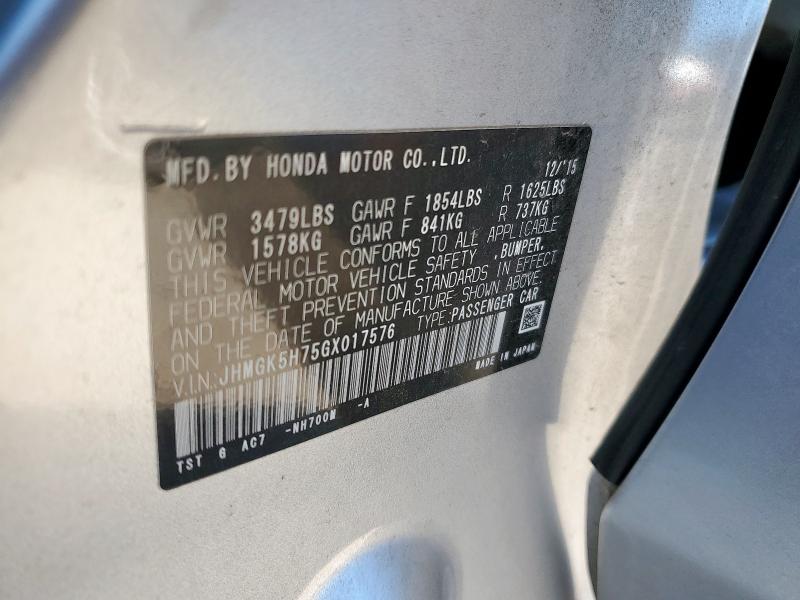 MFD. BY HONDA MOTOR CO., LTD. 12/'15
GVWR 3479LBS GAWR F 1854LBS R 1625LBS
GVWR 1578KG GAWR F 841KG R 737KG
THIS VEHICLE CONFORMS TO ALL APPLICABLE
FEDERAL MOTOR VEHICLE SAFETY ,BUMPER,
AND THEFT PREVENTION STANDARDS IN EFFECT
ON THE DATE OF MANUFACTURE SHOWN ABOVE.
V.I.N.:JHMGK5H75GX017576 TYPE:PASSENGER CAR
MADE IN JAPAN
TST G AC7 -NH700M -A